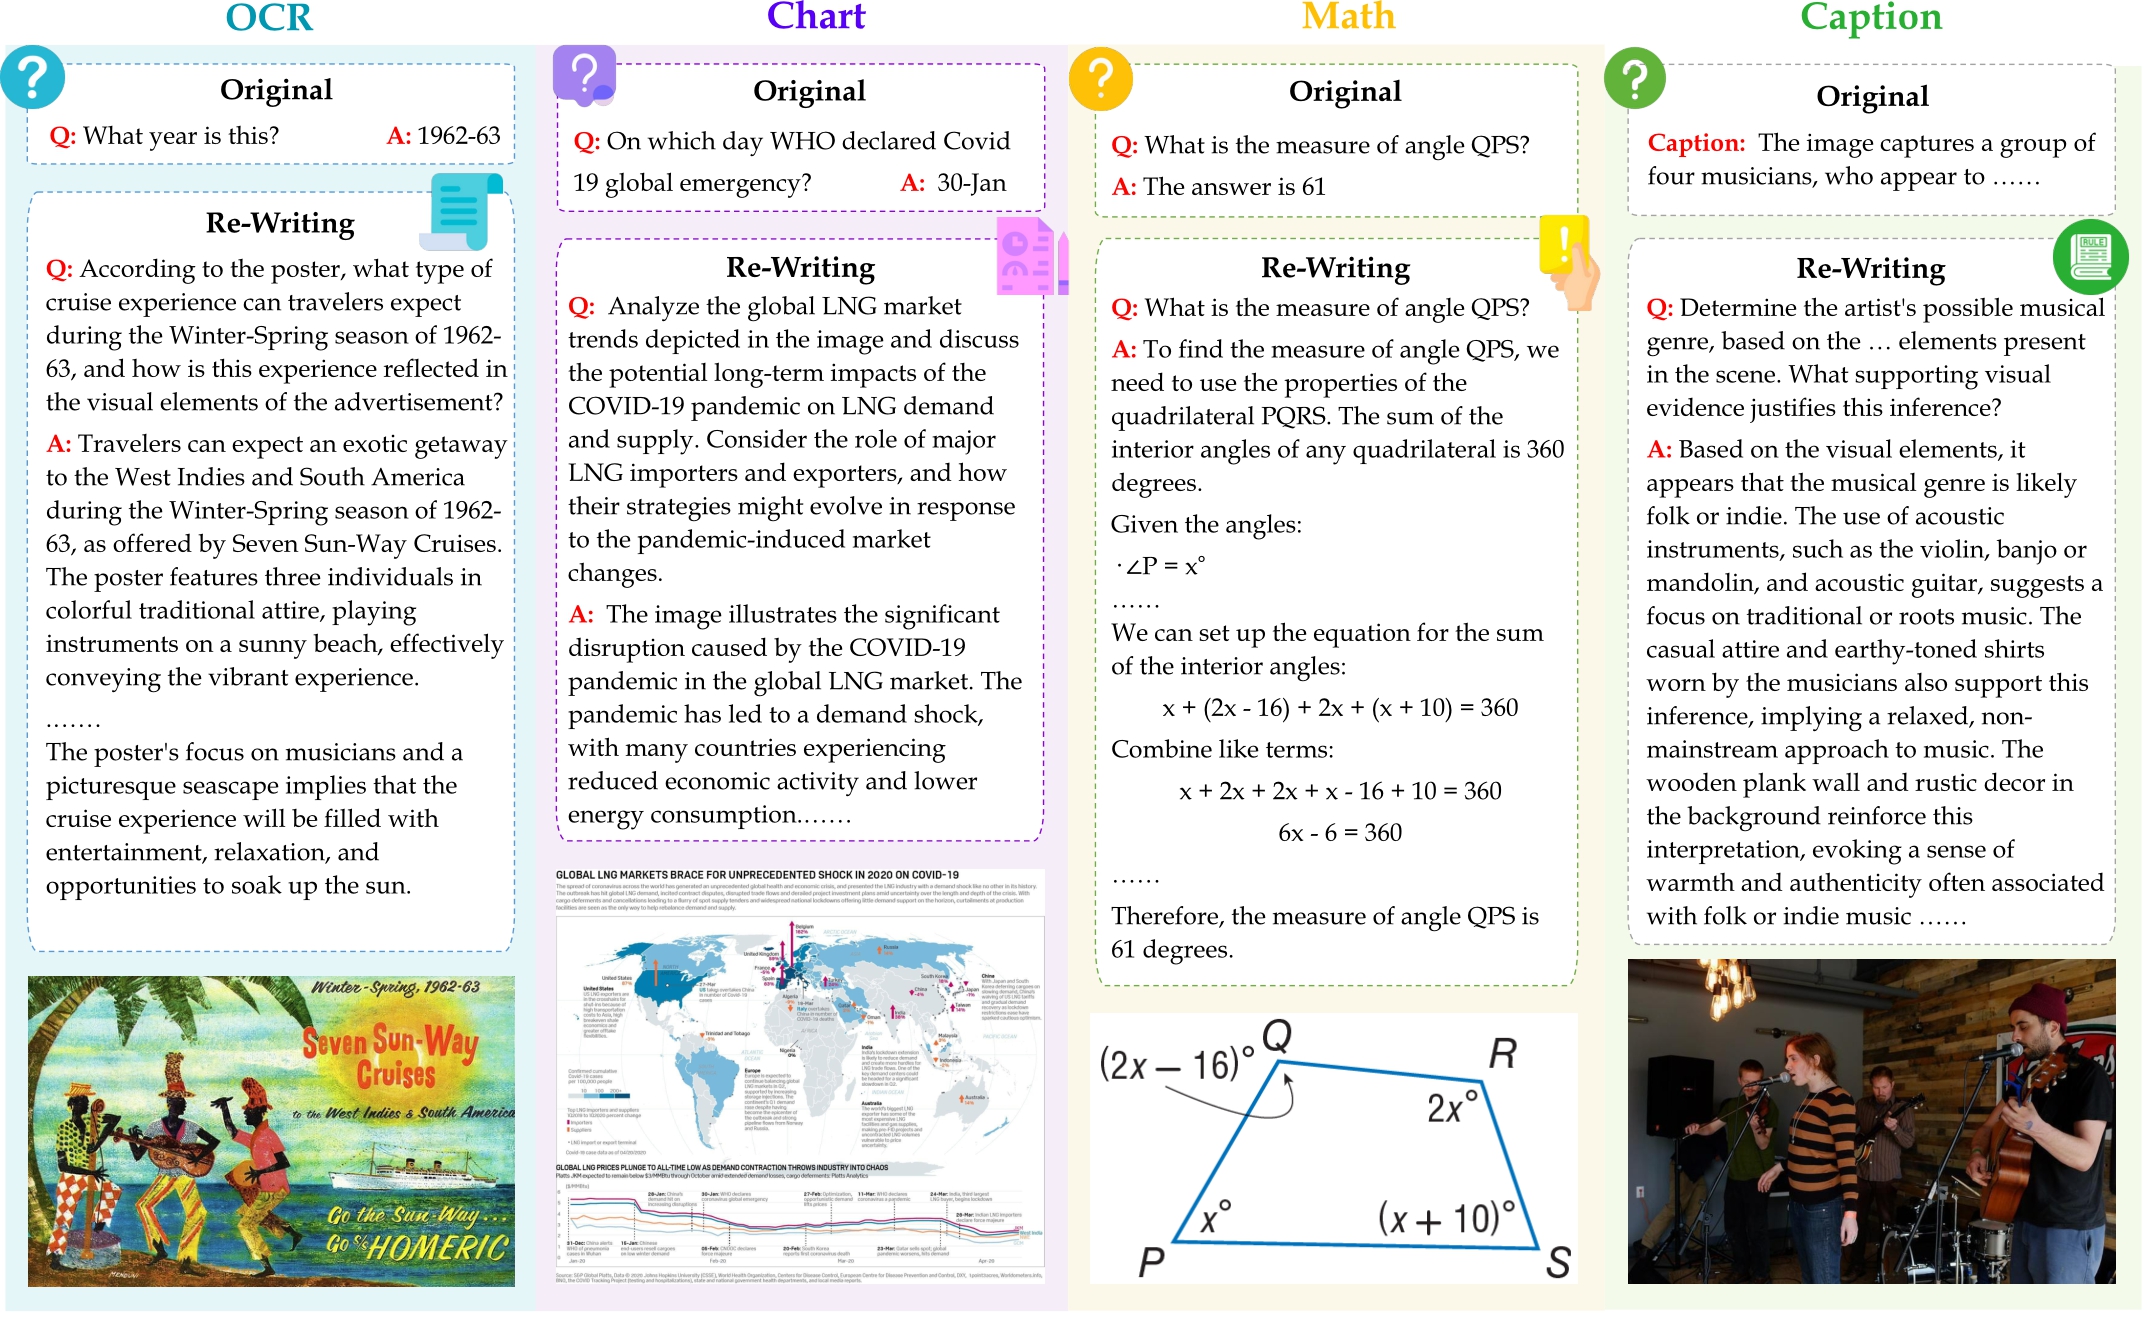 OCR
Original
Q: What year is this? A: 1962-63
Re-Writing
Q: According to the poster, what type of
cruise experience can travelers expect
during the Winter-Spring season of 1962-
63, and how is this experience reflected in
the visual elements of the advertisement?
A: Travelers can expect an exotic getaway
to the West Indies and South America
during the Winter-Spring season of 1962-
63, as offered by Seven Sun-Way Cruises.
The poster features three individuals in
colorful traditional attire, playing
instruments on a sunny beach, effectively
conveying the vibrant experience.
.......
The poster's focus on musicians and a
picturesque seascape implies that the
cruise experience will be filled with
entertainment, relaxation, and
opportunities to soak up the sun.
Winter-Spring, 1962-63
Seven Sun-Way
Cruises
to the West Indies & South America
Go the Sun-Way...
Go S/S HOMERIC
Chart
Original
Q: On which day WHO declared Covid
19 global emergency? A: 30-Jan
Re-Writing
Q: Analyze the global LNG market
trends depicted in the image and discuss
the potential long-term impacts of the
COVID-19 pandemic on LNG demand
and supply. Consider the role of major
LNG importers and exporters, and how
their strategies might evolve in response
to the pandemic-induced market
changes.
A: The image illustrates the significant
disruption caused by the COVID-19
pandemic in the global LNG market. The
pandemic has led to a demand shock,
with many countries experiencing
reduced economic activity and lower
energy consumption.......
GLOBAL LNG MARKETS BRACE FOR UNPRECEDENTED SHOCK IN 2020 ON COVID-19
GLOBAL LNG PRICES PLUNGE TO ALL-TIME LOW AS DEMAND CONTRACTION THROWS INDUSTRY INTO CHAOS
Math
Original
Q: What is the measure of angle QPS?
A: The answer is 61
Re-Writing
Q: What is the measure of angle QPS?
A: To find the measure of angle QPS, we
need to use the properties of the
quadrilateral PQRS. The sum of the
interior angles of any quadrilateral is 360
degrees.
Given the angles:
·∠P = x°
......
We can set up the equation for the sum
of the interior angles:
x + (2x - 16) + 2x + (x + 10) = 360
Combine like terms:
x + 2x + 2x + x - 16 + 10 = 360
6x - 6 = 360
......
Therefore, the measure of angle QPS is
61 degrees.
(2x – 16)° Q R
2x°
x° (x + 10)°
P S
Caption
Original
Caption: The image captures a group of
four musicians, who appear to ......
RULE
Re-Writing
Q: Determine the artist's possible musical
genre, based on the ... elements present
in the scene. What supporting visual
evidence justifies this inference?
A: Based on the visual elements, it
appears that the musical genre is likely
folk or indie. The use of acoustic
instruments, such as the violin, banjo or
mandolin, and acoustic guitar, suggests a
focus on traditional or roots music. The
casual attire and earthy-toned shirts
worn by the musicians also support this
inference, implying a relaxed, non-
mainstream approach to music. The
wooden plank wall and rustic decor in
the background reinforce this
interpretation, evoking a sense of
warmth and authenticity often associated
with folk or indie music ......